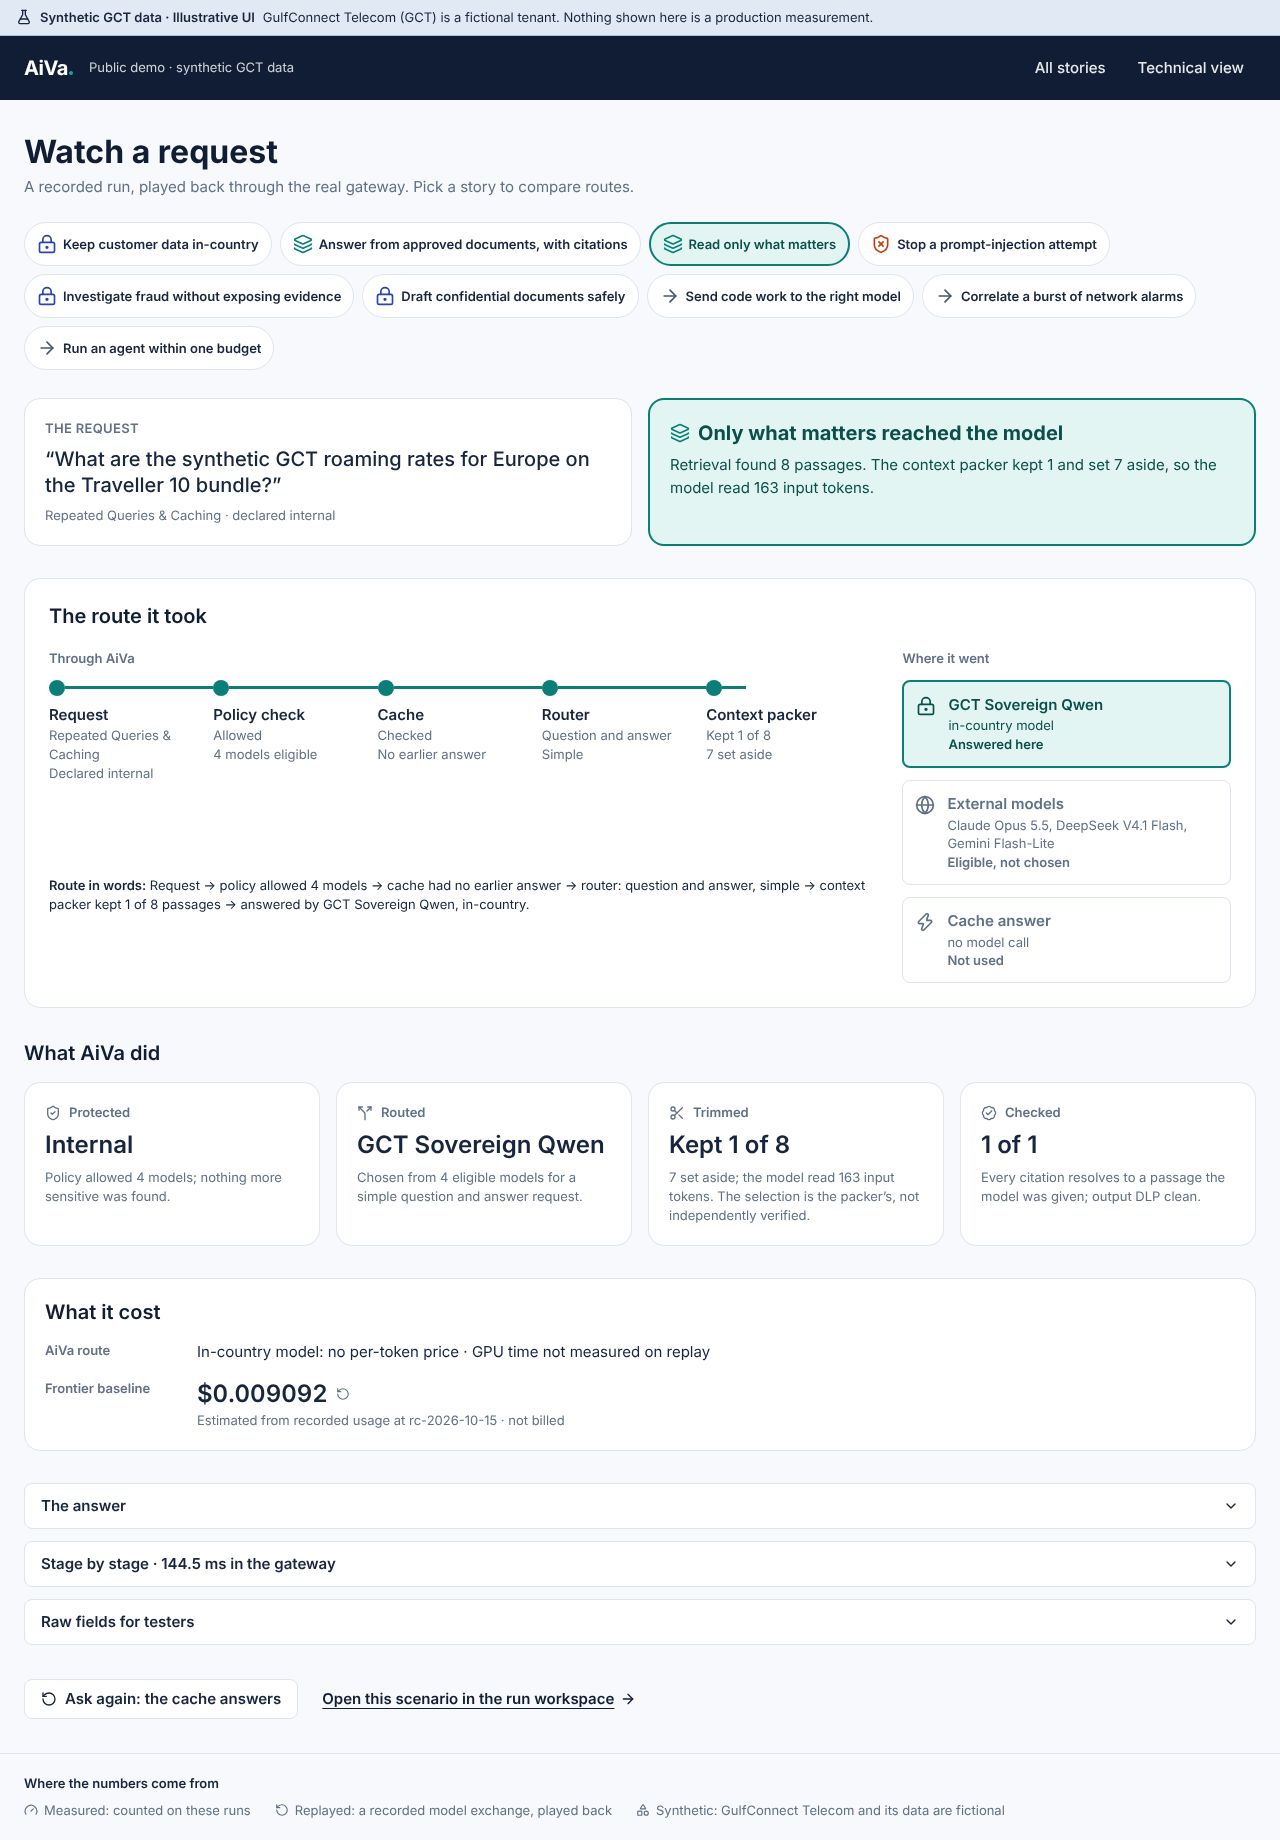 Synthetic GCT data · Illustrative UI GulfConnect Telecom (GCT) is a fictional tenant. Nothing shown here is a production measurement.
AiVa. Public demo · synthetic GCT data
All stories Technical view
Watch a request
A recorded run, played back through the real gateway. Pick a story to compare routes.
Keep customer data in-country
Answer from approved documents, with citations
Read only what matters
Stop a prompt-injection attempt
Investigate fraud without exposing evidence
Draft confidential documents safely
Send code work to the right model
Correlate a burst of network alarms
Run an agent within one budget
THE REQUEST
“What are the synthetic GCT roaming rates for Europe on
the Traveller 10 bundle?”
Repeated Queries & Caching · declared internal
Only what matters reached the model
Retrieval found 8 passages. The context packer kept 1 and set 7 aside, so the
model read 163 input tokens.
The route it took
Through AiVa
Request
Repeated Queries &
Caching
Declared internal
Policy check
Allowed
4 models eligible
Cache
Checked
No earlier answer
Router
Question and answer
Simple
Context packer
Kept 1 of 8
7 set aside
Route in words: Request → policy allowed 4 models → cache had no earlier answer → router: question and answer, simple → context
packer kept 1 of 8 passages → answered by GCT Sovereign Qwen, in-country.
Where it went
GCT Sovereign Qwen
in-country model
Answered here
External models
Claude Opus 5.5, DeepSeek V4.1 Flash,
Gemini Flash-Lite
Eligible, not chosen
Cache answer
no model call
Not used
What AiVa did
Protected
Internal
Policy allowed 4 models; nothing more
sensitive was found.
Routed
GCT Sovereign Qwen
Chosen from 4 eligible models for a
simple question and answer request.
Trimmed
Kept 1 of 8
7 set aside; the model read 163 input
tokens. The selection is the packer’s, not
independently verified.
Checked
1 of 1
Every citation resolves to a passage the
model was given; output DLP clean.
What it cost
AiVa route
In-country model: no per-token price · GPU time not measured on replay
Frontier baseline
$0.009092
Estimated from recorded usage at rc-2026-10-15 · not billed
The answer
Stage by stage · 144.5 ms in the gateway
Raw fields for testers
Ask again: the cache answers
Open this scenario in the run workspace →
Where the numbers come from
Measured: counted on these runs
Replayed: a recorded model exchange, played back
Synthetic: GulfConnect Telecom and its data are fictional